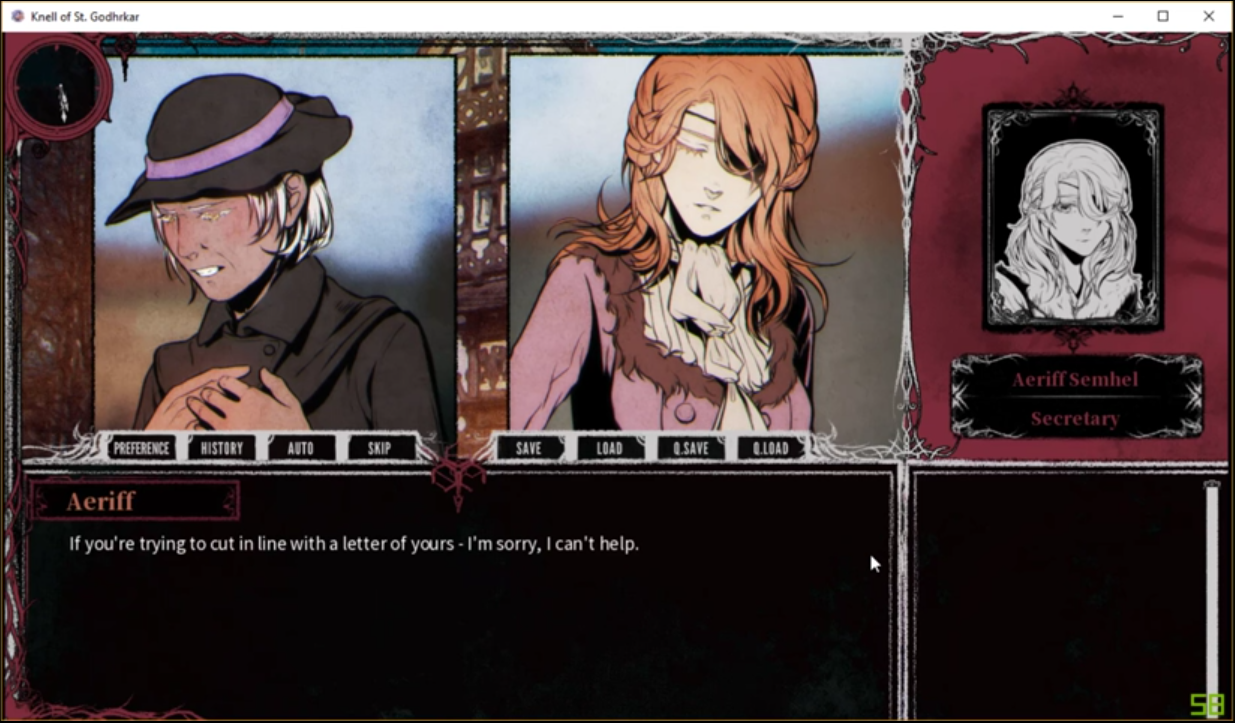 Knell of St. Godhrkar
Aeriff Semhel
Secretary
PREFERENCE HISTORY AUTO SKIP SAVE LOAD Q.SAVE Q.LOAD
Aeriff
If you're trying to cut in line with a letter of yours - I'm sorry, I can't help.
58